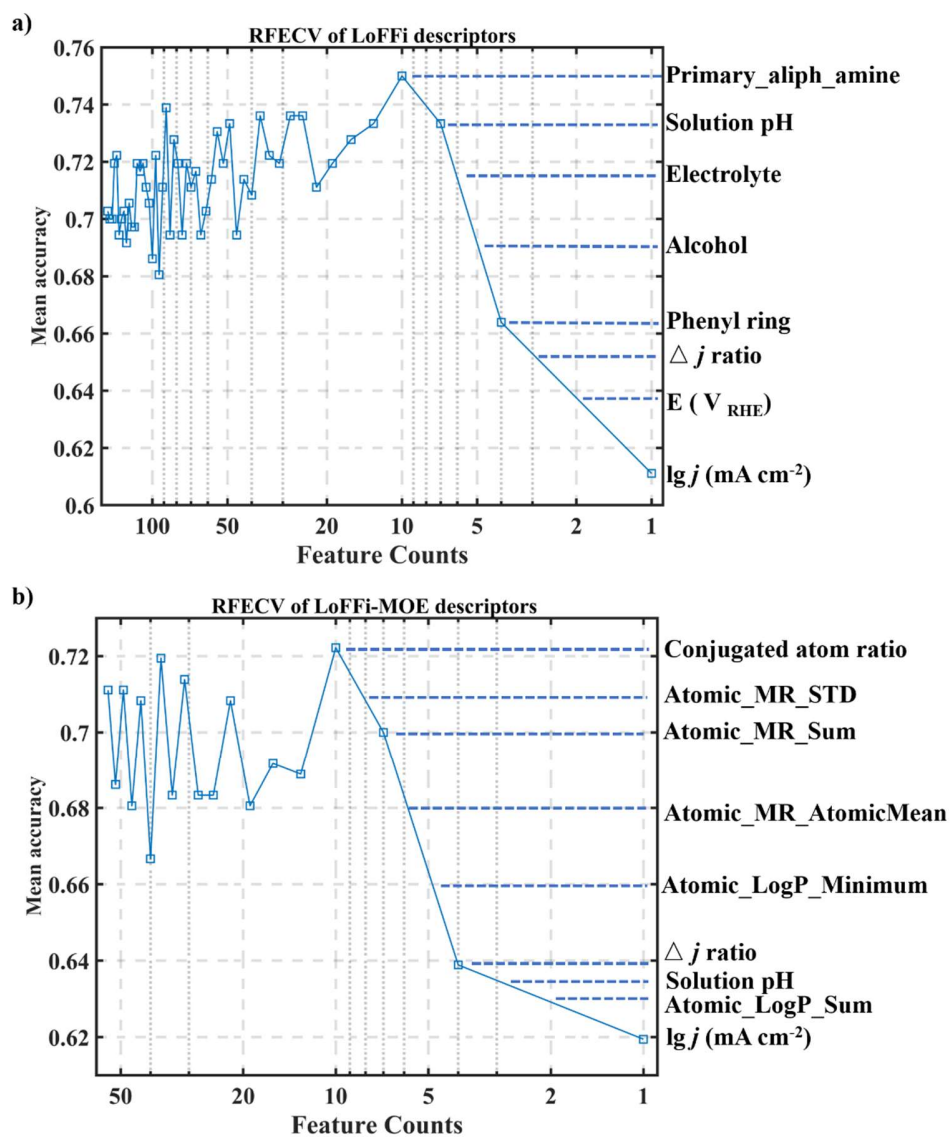 a)
RFECV of LoFFi descriptors
0.76
0.74
0.72
0.7
0.68
0.66
0.64
0.62
0.6
Mean accuracy
Primary_aliph_amine
Solution pH
Electrolyte
Alcohol
Phenyl ring
△ j ratio
E ( V RHE)
lg j (mA cm-2)
100 50 20 10 5 2 1
Feature Counts
b)
RFECV of LoFFi-MOE descriptors
0.72
0.7
0.68
0.66
0.64
0.62
Mean accuracy
Conjugated atom ratio
Atomic_MR_STD
Atomic_MR_Sum
Atomic_MR_AtomicMean
Atomic_LogP_Minimum
△ j ratio
Solution pH
Atomic_LogP_Sum
lg j (mA cm-2)
50 20 10 5 2 1
Feature Counts